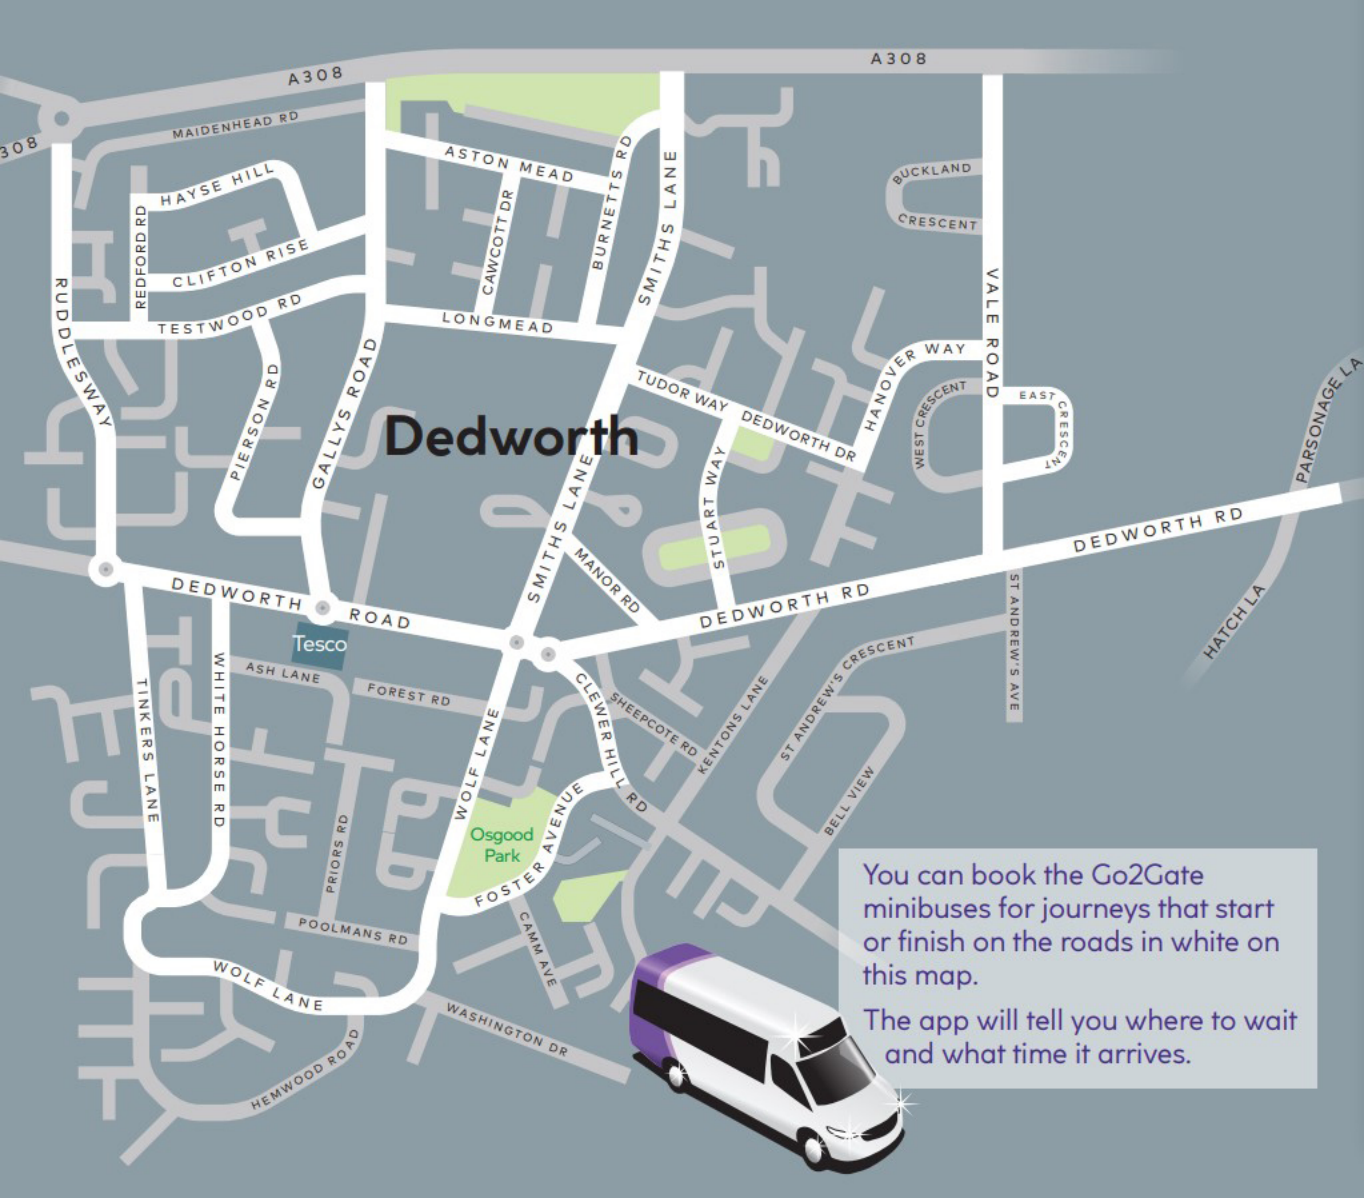 A308
A308
308
MAIDENHEAD RD
HAYSE HILL
REDFORD RD
CLIFTON RISE
TESTWOOD RD
RUDDLESWAY
PIERSON RD
GALLYS ROAD
ASTON MEAD
CAWCOTT DR
BURNETTS RD
SMITHS LANE
LONGMEAD
BUCKLAND
CRESCENT
VALE ROAD
TUDOR WAY
DEDWORTH DR
HANOVER WAY
WEST CRESCENT
EAST
CRESCENT
PARSONAGE LA
Dedworth
SMITHS LANE
STUART WAY
MANOR RD
DEDWORTH RD
DEDWORTH RD
HATCH LA
DEDWORTH ROAD
Tesco
ASH LANE
FOREST RD
TINKERS LANE
WHITE HORSE RD
WOLF LANE
CLEWER HILL RD
SHEEPCOTE RD
KENTONS LANE
ST ANDREW'S CRESCENT
ST ANDREW'S AVE
BELL VIEW
PRIORS RD
Osgood
Park
FOSTER AVENUE
POOLMANS RD
CAMM AVE
WOLF LANE
WASHINGTON DR
HEMWOOD ROAD
You can book the Go2Gate
minibuses for journeys that start
or finish on the roads in white on
this map.
The app will tell you where to wait
and what time it arrives.